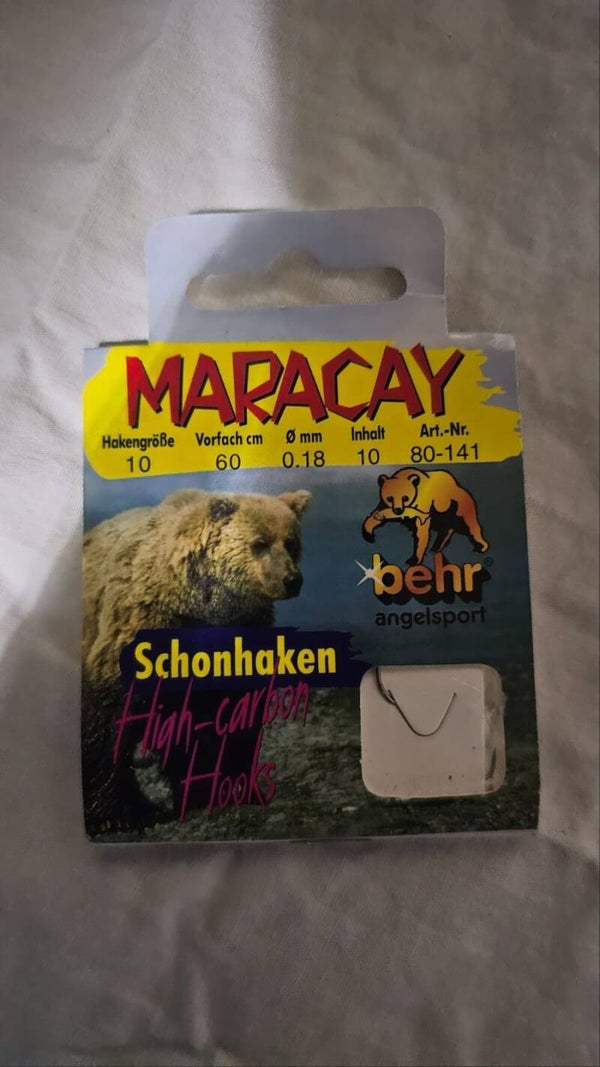 MARACAY
Hakengröße Vorfach cm Ø mm Inhalt Art.-Nr.
10 60 0.18 10 80-141
behr®
angelsport
Schonhaken
High-carbon
Hooks